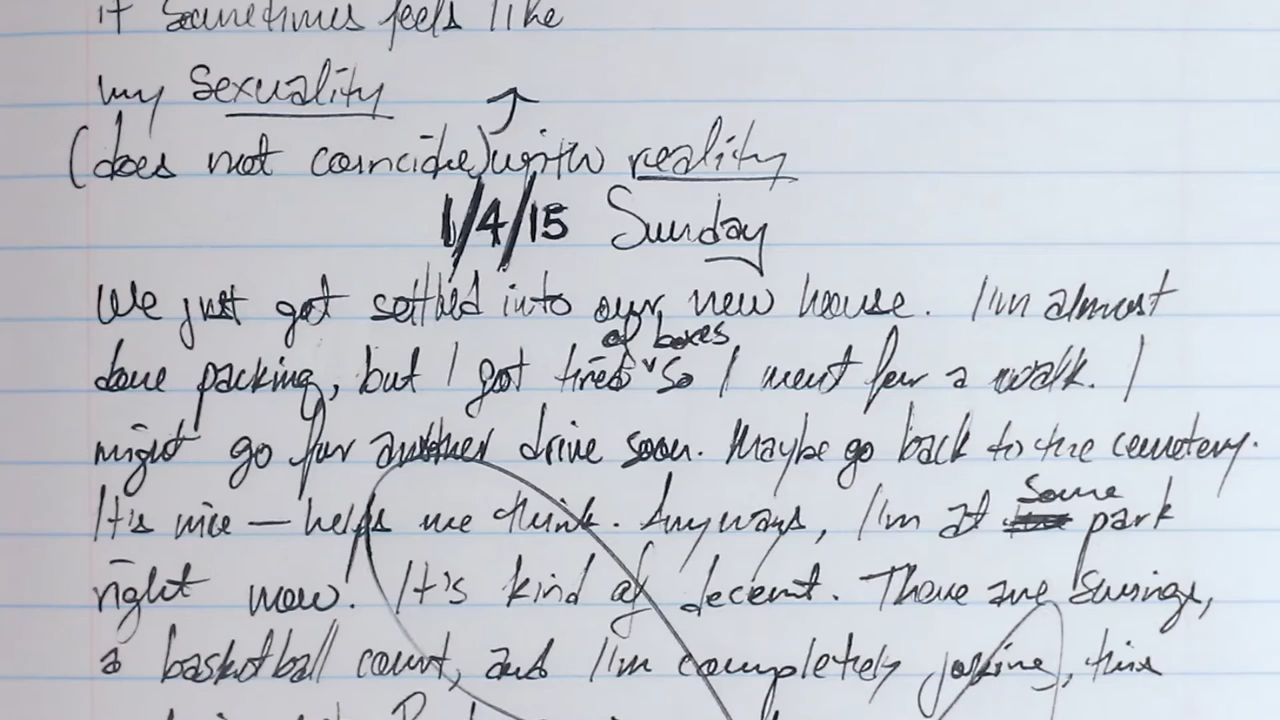 it sometimes feels like
my sexuality
(does not coincide) with reality
1/4/15 Sunday
We just got settled into our new house. I'm almost
of boxes
done packing, but I got tired so I went for a walk. I
might go for another drive soon. Maybe go back to the cemetery.
It's nice — helps me think. Anyways, I'm at some park
right now. It's kind of decent. There are swings,
a basketball court, and I'm completely joking, this